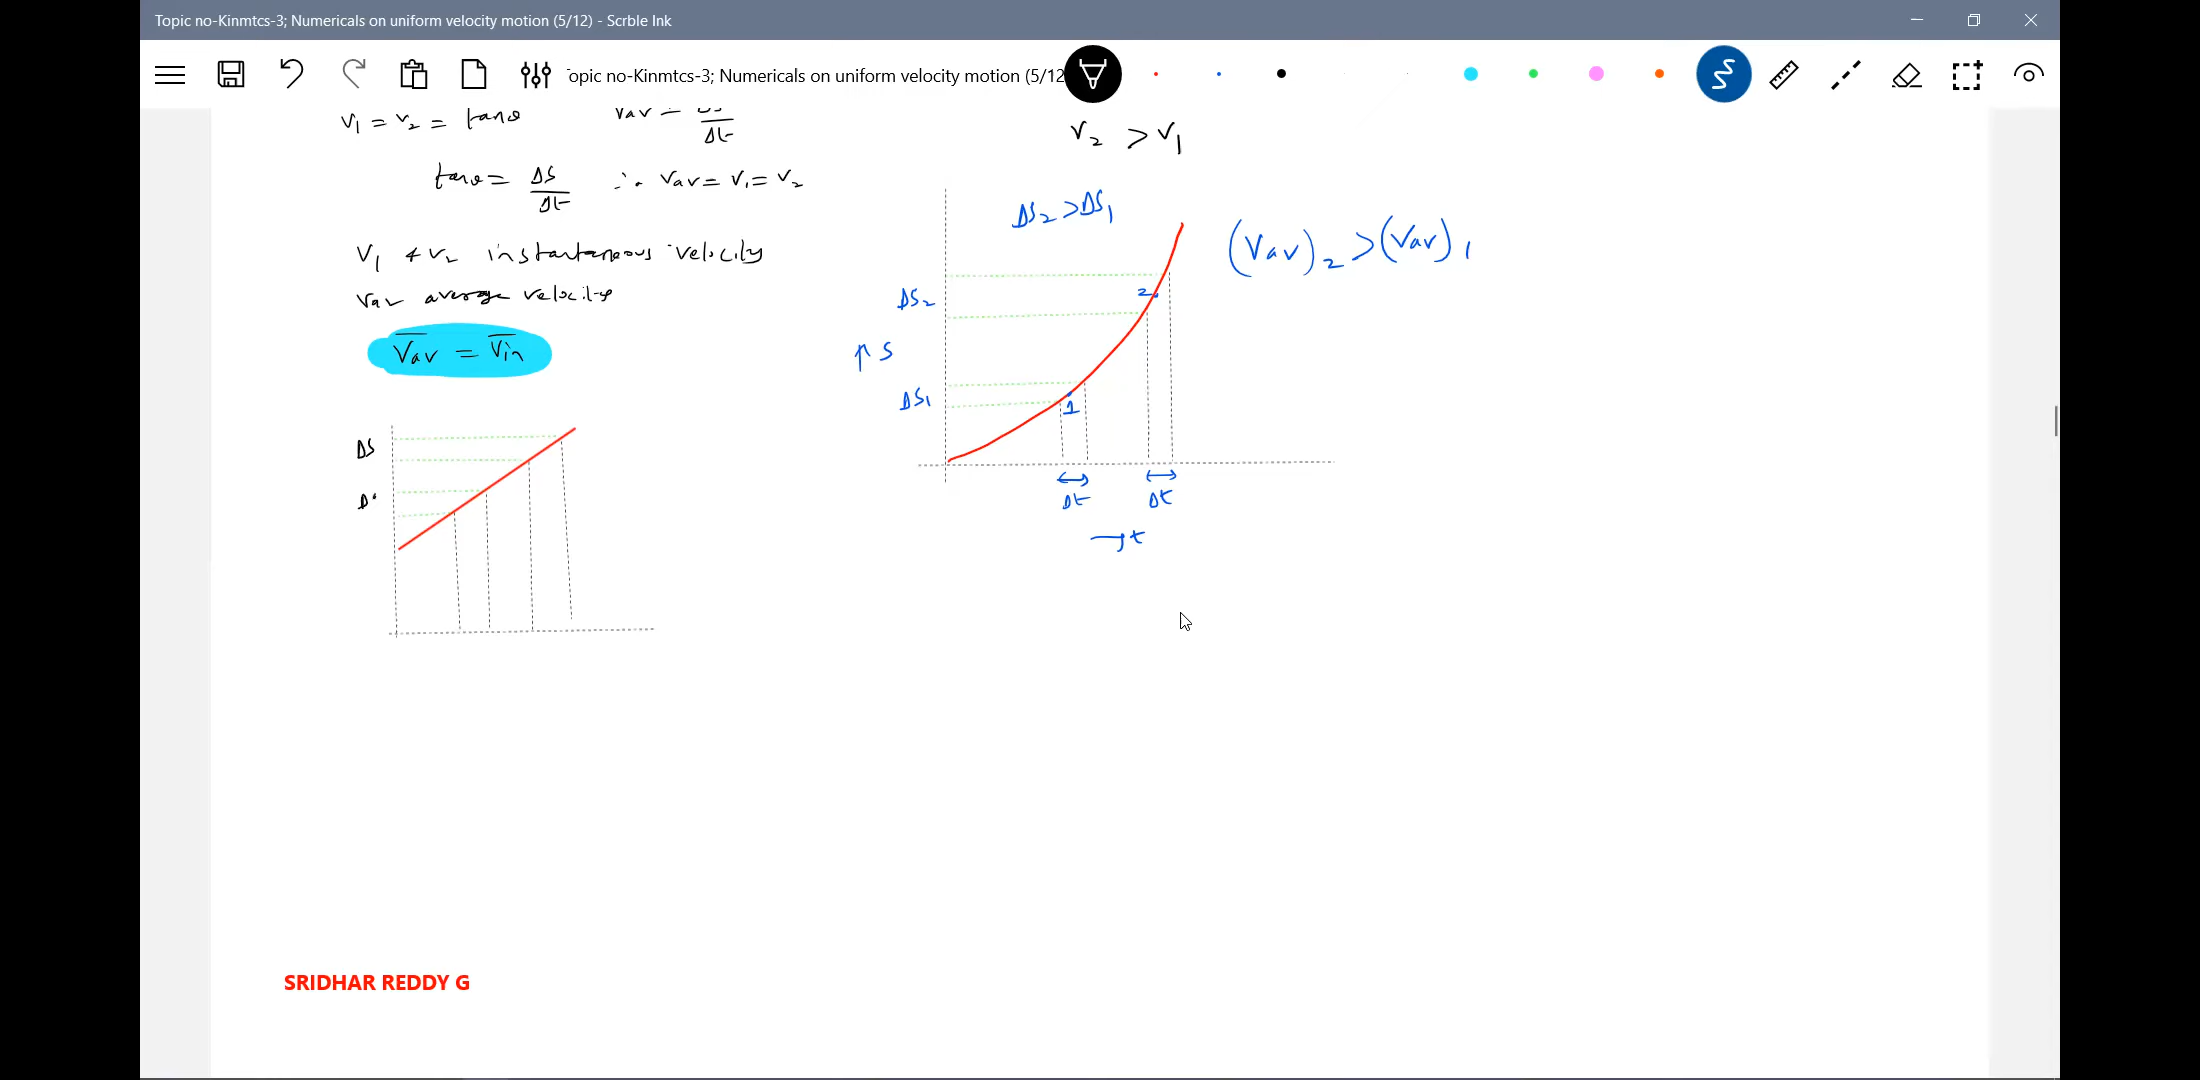 Topic no-Kinmtcs-3; Numericals on uniform velocity motion (5/12) - Scrble Ink
Topic no-Kinmtcs-3; Numericals on uniform velocity motion (5/12
V1 = V2 = tanθ
Vav = ΔS/Δt
tanθ = ΔS/Δt ∴ Vav = V1 = V2
V1 & V2 instantaneous velocity
Vav average velocity
Vav = Vin
ΔS
V2 > V1
ΔS2 > ΔS1
(Vav)2 > (Vav)1
ΔS2
2
↑ S
ΔS1
1
Δt Δt
→ t
SRIDHAR REDDY G